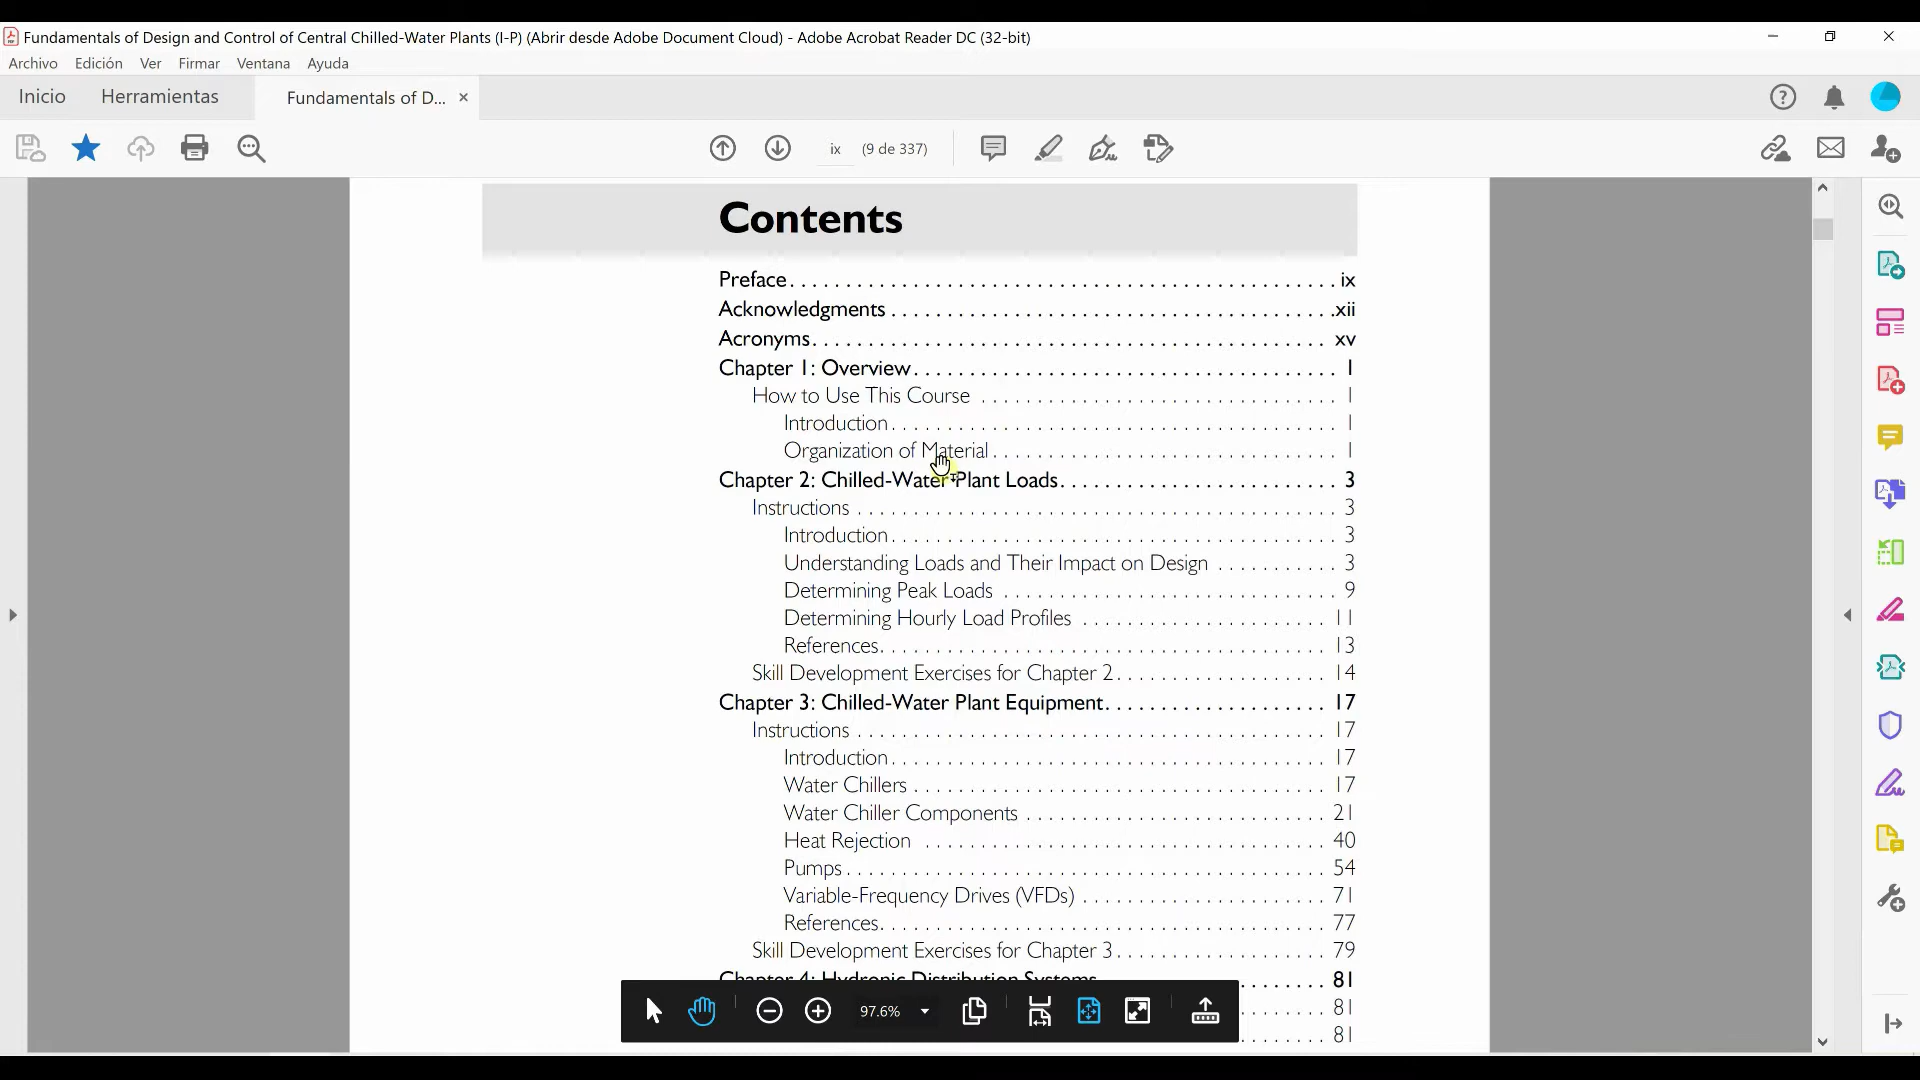 Fundamentals of Design and Control of Central Chilled-Water Plants (I-P) (Abrir desde Adobe Document Cloud) - Adobe Acrobat Reader DC (32-bit)
Archivo Edición Ver Firmar Ventana Ayuda
Inicio Herramientas Fundamentals of D... ×
ix (9 de 337)
Contents
Preface. . . . . . . . . . . . . . . . . . . . . . . . . . . . . . . . . . . . . . . . . . . . . . . . . ix
Acknowledgments . . . . . . . . . . . . . . . . . . . . . . . . . . . . . . . . . . . . . . . .xii
Acronyms. . . . . . . . . . . . . . . . . . . . . . . . . . . . . . . . . . . . . . . . . . . . . . xv
Chapter 1: Overview. . . . . . . . . . . . . . . . . . . . . . . . . . . . . . . . . . . . . . 1
How to Use This Course . . . . . . . . . . . . . . . . . . . . . . . . . . . . . . . . 1
Introduction. . . . . . . . . . . . . . . . . . . . . . . . . . . . . . . . . . . . . . . . 1
Organization of Material . . . . . . . . . . . . . . . . . . . . . . . . . . . . . . . 1
Chapter 2: Chilled-Water Plant Loads. . . . . . . . . . . . . . . . . . . . . . . . . 3
Instructions . . . . . . . . . . . . . . . . . . . . . . . . . . . . . . . . . . . . . . . . . . 3
Introduction. . . . . . . . . . . . . . . . . . . . . . . . . . . . . . . . . . . . . . . . 3
Understanding Loads and Their Impact on Design . . . . . . . . . . . 3
Determining Peak Loads . . . . . . . . . . . . . . . . . . . . . . . . . . . . . . 9
Determining Hourly Load Profiles . . . . . . . . . . . . . . . . . . . . . . 11
References. . . . . . . . . . . . . . . . . . . . . . . . . . . . . . . . . . . . . . . . 13
Skill Development Exercises for Chapter 2. . . . . . . . . . . . . . . . . . . 14
Chapter 3: Chilled-Water Plant Equipment. . . . . . . . . . . . . . . . . . . . 17
Instructions . . . . . . . . . . . . . . . . . . . . . . . . . . . . . . . . . . . . . . . . . . 17
Introduction. . . . . . . . . . . . . . . . . . . . . . . . . . . . . . . . . . . . . . . 17
Water Chillers . . . . . . . . . . . . . . . . . . . . . . . . . . . . . . . . . . . . . 17
Water Chiller Components . . . . . . . . . . . . . . . . . . . . . . . . . . . 21
Heat Rejection . . . . . . . . . . . . . . . . . . . . . . . . . . . . . . . . . . . . 40
Pumps . . . . . . . . . . . . . . . . . . . . . . . . . . . . . . . . . . . . . . . . . . . 54
Variable-Frequency Drives (VFDs) . . . . . . . . . . . . . . . . . . . . . . 71
References. . . . . . . . . . . . . . . . . . . . . . . . . . . . . . . . . . . . . . . . 77
Skill Development Exercises for Chapter 3. . . . . . . . . . . . . . . . . . . 79
Chapter 4: Hydronic Distribution Systems . . . . . . . . 81
. . . . . . . . 81
. . . . . . . . 81
97.6%